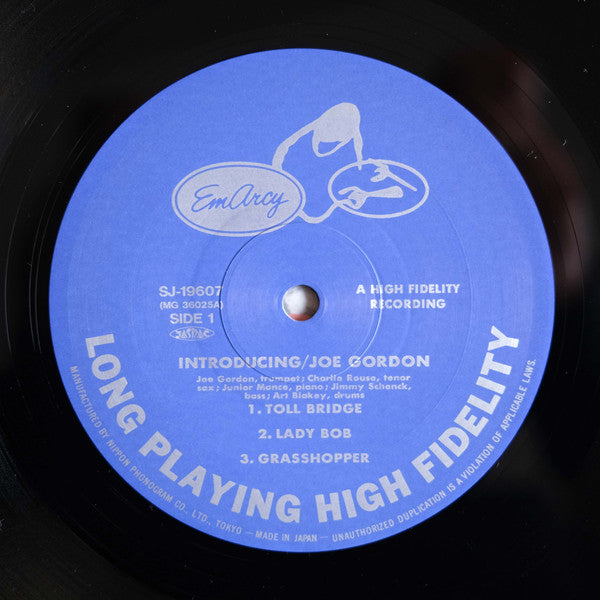 EmArcy
SJ-19607
(MG 36025A)
SIDE 1
JASRAC
A HIGH FIDELITY
RECORDING
INTRODUCING/JOE GORDON
Joe Gordon, trumpet; Charlie Rouse, tenor
sax; Junior Mance, piano; Jimmy Schenck,
bass; Art Blakey, drums
1. TOLL BRIDGE
2. LADY BOB
3. GRASSHOPPER
LONG PLAYING HIGH FIDELITY
MANUFACTURED BY NIPPON PHONOGRAM CO., LTD., TOKYO — MADE IN JAPAN — UNAUTHORIZED DUPLICATION IS A VIOLATION OF APPLICABLE LAWS.